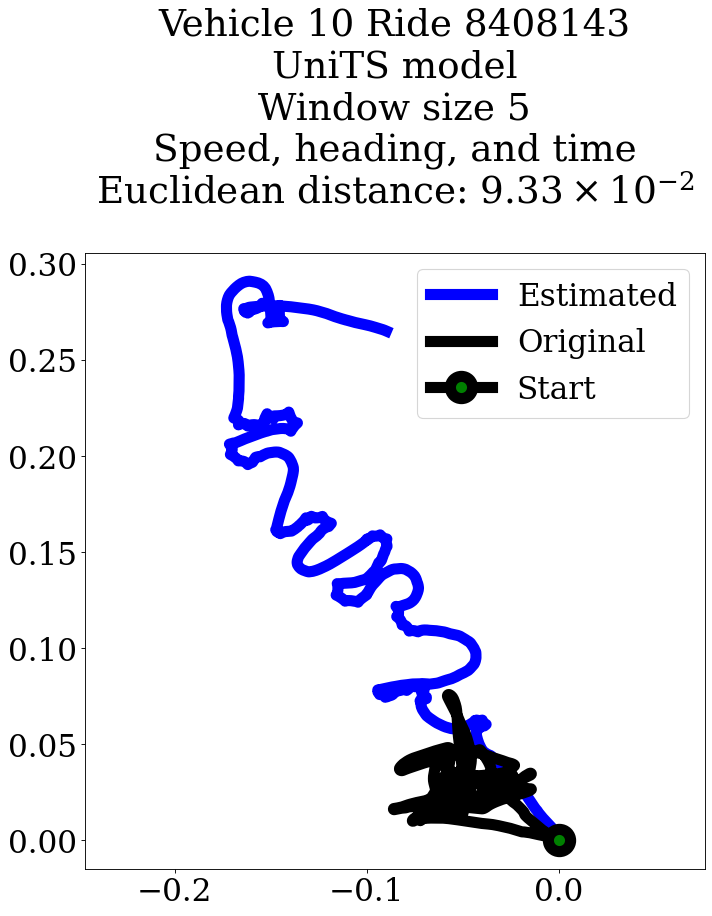 Vehicle 10 Ride 8408143
UniTS model
Window size 5
Speed, heading, and time
Euclidean distance: 9.33 × 10⁻²
0.30
0.25
0.20
0.15
0.10
0.05
0.00
−0.2
−0.1
0.0
Estimated
Original
Start